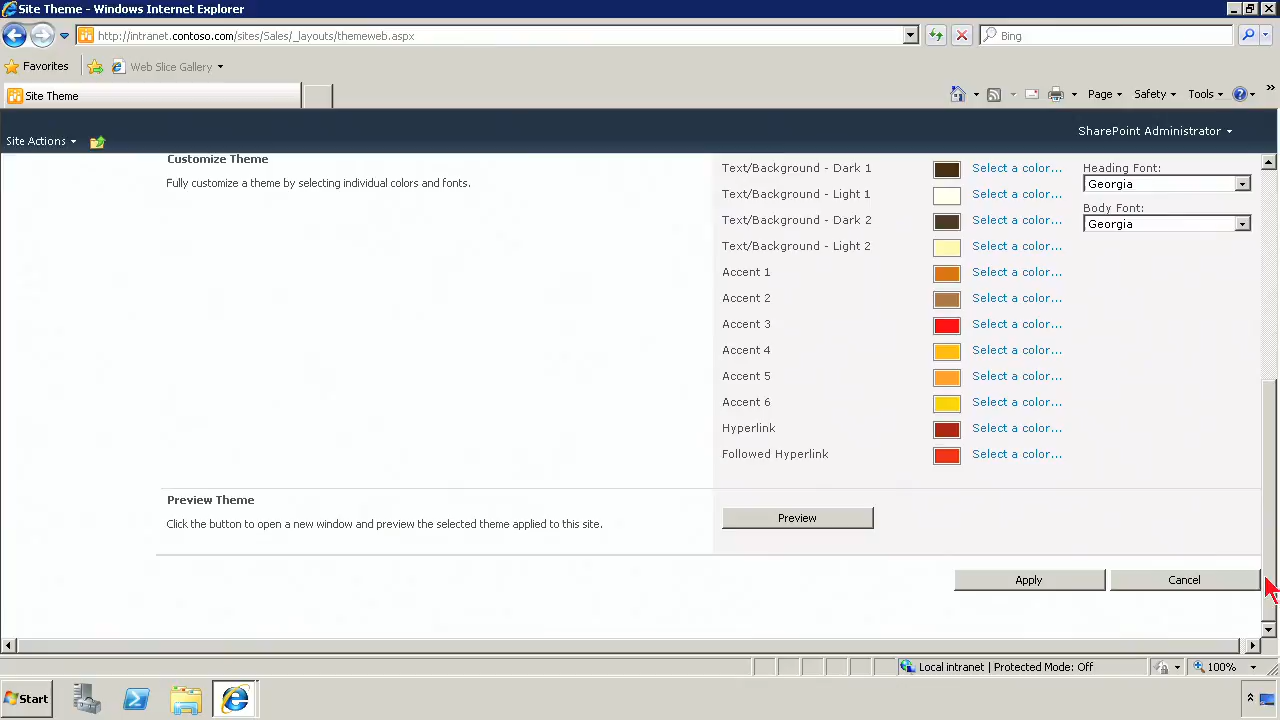 Site Theme - Windows Internet Explorer
http://intranet.contoso.com/sites/Sales/_layouts/themeweb.aspx
Bing
Favorites
Web Slice Gallery
Site Theme
Page
Safety
Tools
»
Site Actions
SharePoint Administrator
Customize Theme
Fully customize a theme by selecting individual colors and fonts.
Text/Background - Dark 1 Select a color...
Text/Background - Light 1 Select a color...
Text/Background - Dark 2 Select a color...
Text/Background - Light 2 Select a color...
Accent 1 Select a color...
Accent 2 Select a color...
Accent 3 Select a color...
Accent 4 Select a color...
Accent 5 Select a color...
Accent 6 Select a color...
Hyperlink Select a color...
Followed Hyperlink Select a color...
Heading Font:
Georgia
Body Font:
Georgia
Preview Theme
Click the button to open a new window and preview the selected theme applied to this site.
Preview
Apply
Cancel
Local intranet | Protected Mode: Off
100%
Start